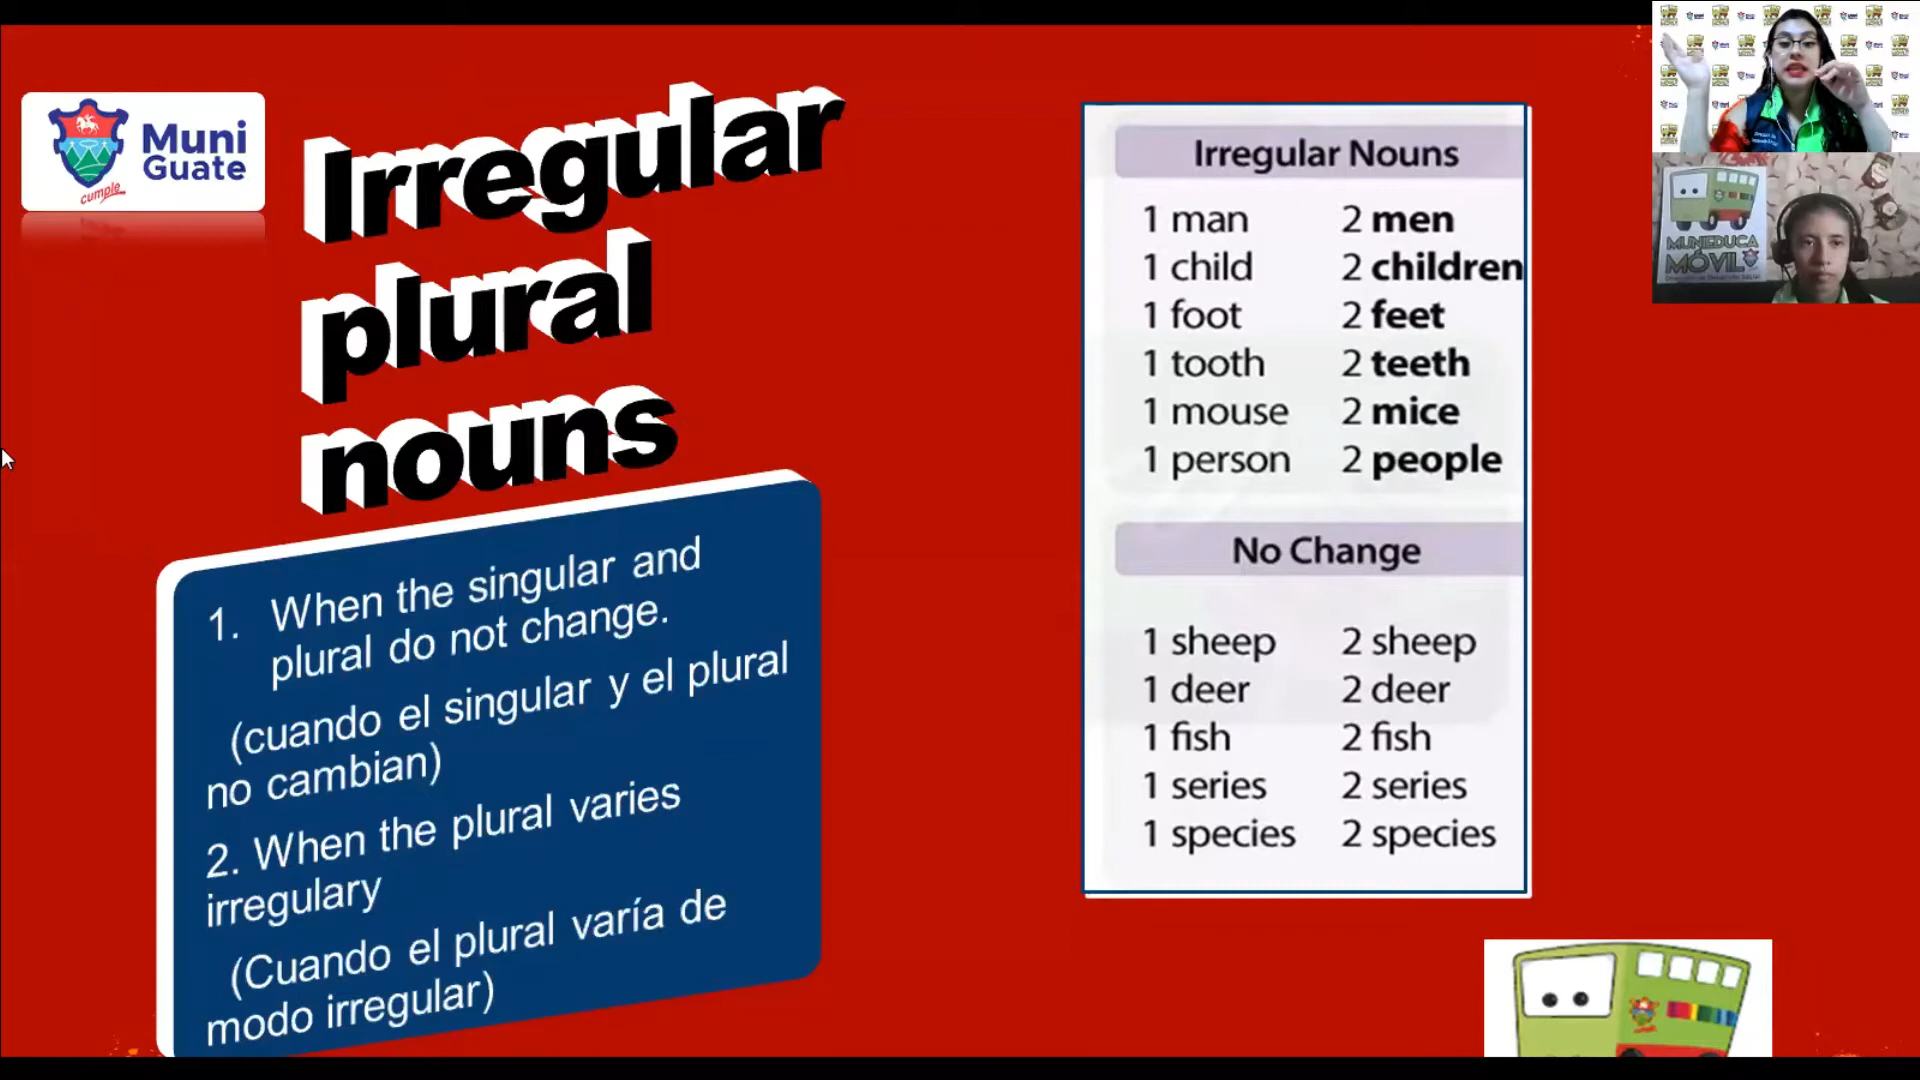 Muni
Guate
cumple
Irregular
plural
nouns
1. When the singular and
plural do not change.
(cuando el singular y el plural
no cambian)
2. When the plural varies
irregulary
(Cuando el plural varía de
modo irregular)
Irregular Nouns
1 man 2 men
1 child 2 children
1 foot 2 feet
1 tooth 2 teeth
1 mouse 2 mice
1 person 2 people
No Change
1 sheep 2 sheep
1 deer 2 deer
1 fish 2 fish
1 series 2 series
1 species 2 species
MUNIEDUCA
MÓVIL